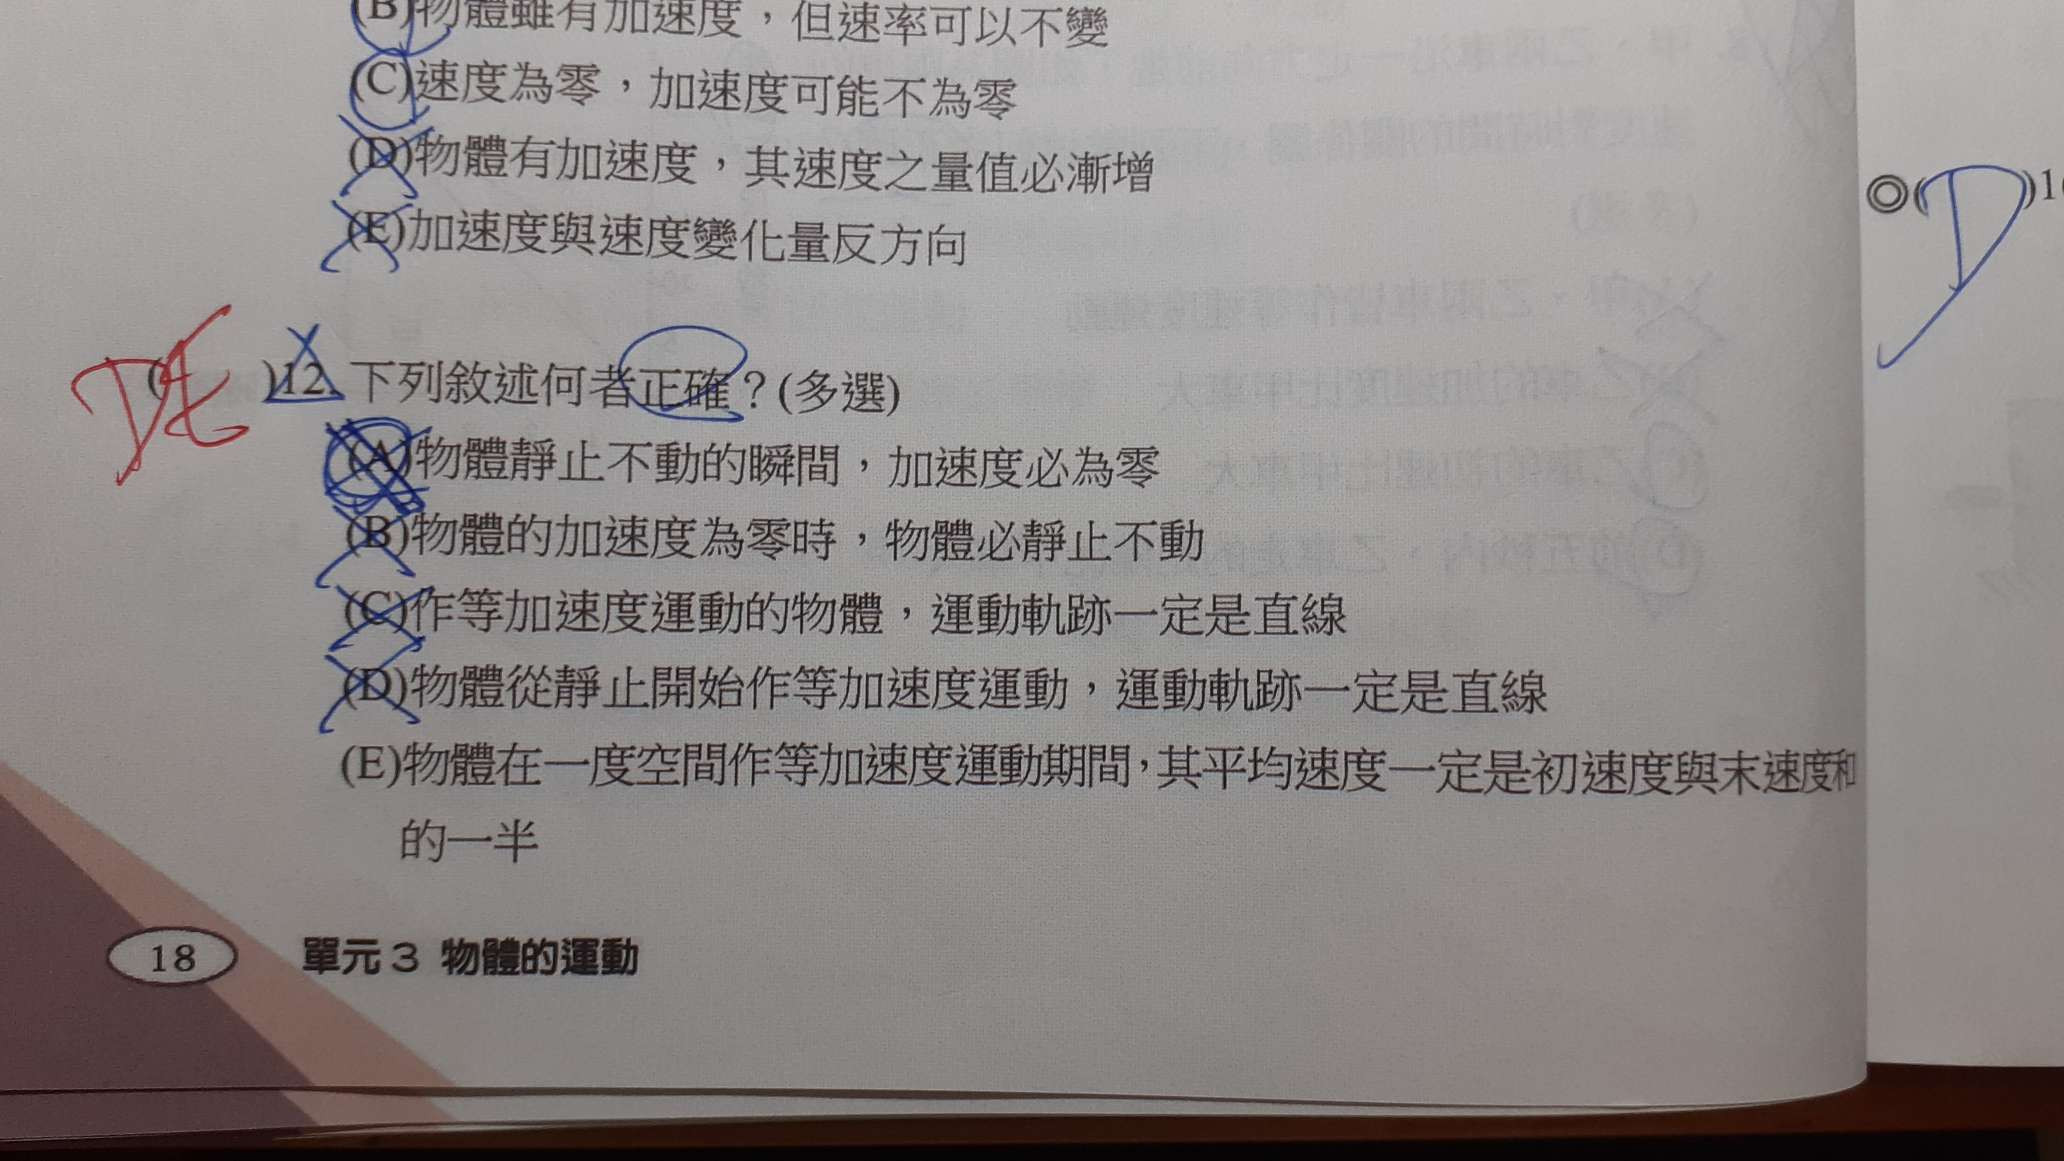 (B)物體雖有加速度，但速率可以不變
(C)速度為零，加速度可能不為零
(D)物體有加速度，其速度之量值必漸增
(E)加速度與速度變化量反方向
DE
( )12. 下列敘述何者正確？(多選)
(A)物體靜止不動的瞬間，加速度必為零
(B)物體的加速度為零時，物體必靜止不動
(C)作等加速度運動的物體，運動軌跡一定是直線
(D)物體從靜止開始作等加速度運動，運動軌跡一定是直線
(E)物體在一度空間作等加速度運動期間，其平均速度一定是初速度與末速度和
的一半
18 單元3 物體的運動
◎( D )1